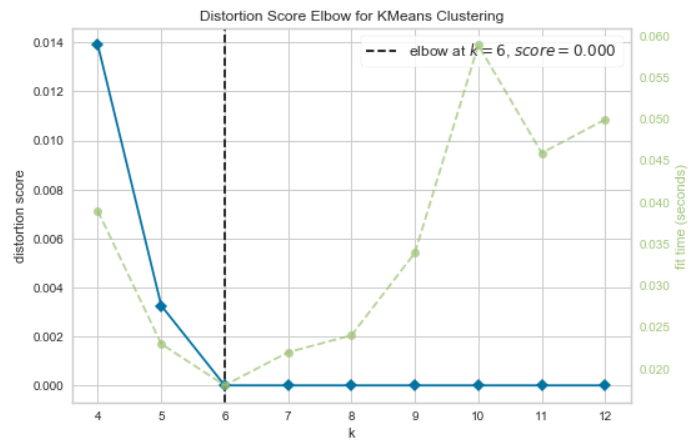 Distortion Score Elbow for KMeans Clustering
elbow at k = 6, score = 0.000
distortion score
0.014
0.012
0.010
0.008
0.006
0.004
0.002
0.000
4 5 6 7 8 9 10 11 12
k
0.060
0.055
0.050
0.045
0.040
0.035
0.030
0.025
0.020
fit time (seconds)